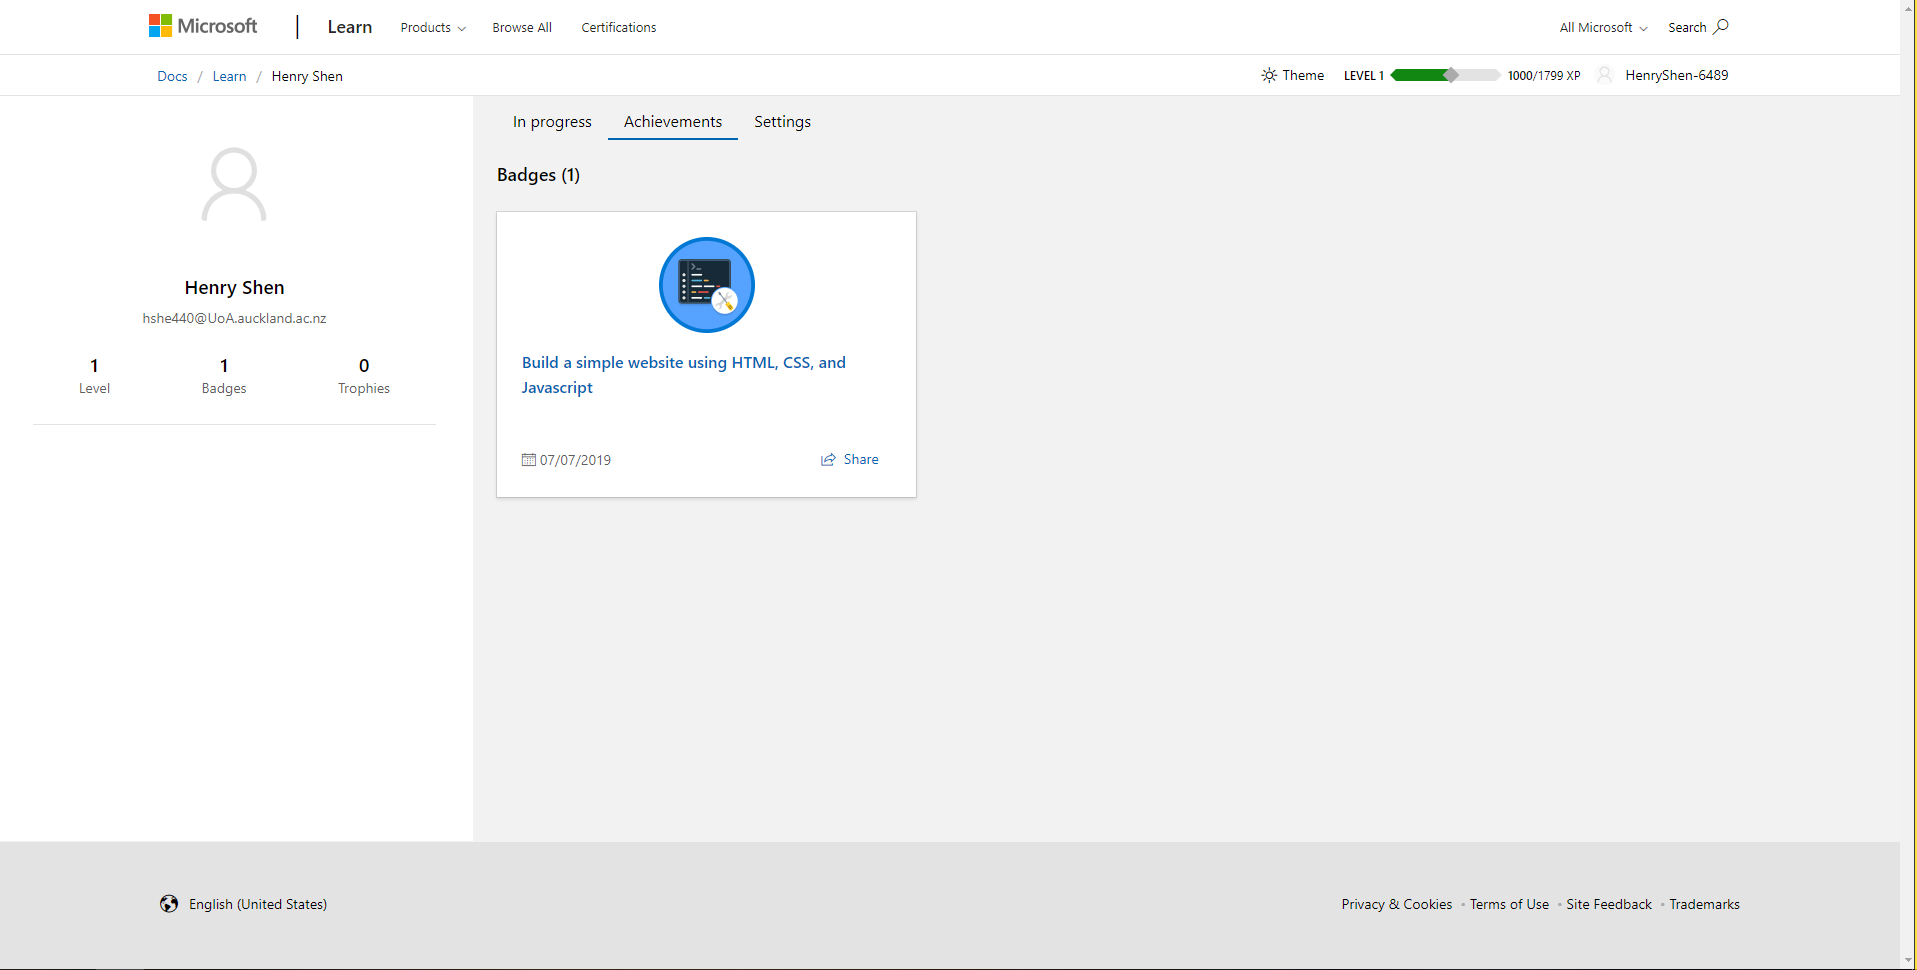 Microsoft Learn Products Browse All Certifications All Microsoft Search
Docs / Learn / Henry Shen Theme LEVEL 1 1000/1799 XP HenryShen-6489
In progress Achievements Settings
Badges (1)
Henry Shen
hshe440@UoA.auckland.ac.nz
1 1 0
Level Badges Trophies
Build a simple website using HTML, CSS, and
Javascript
07/07/2019 Share
English (United States) Privacy & Cookies • Terms of Use • Site Feedback • Trademarks